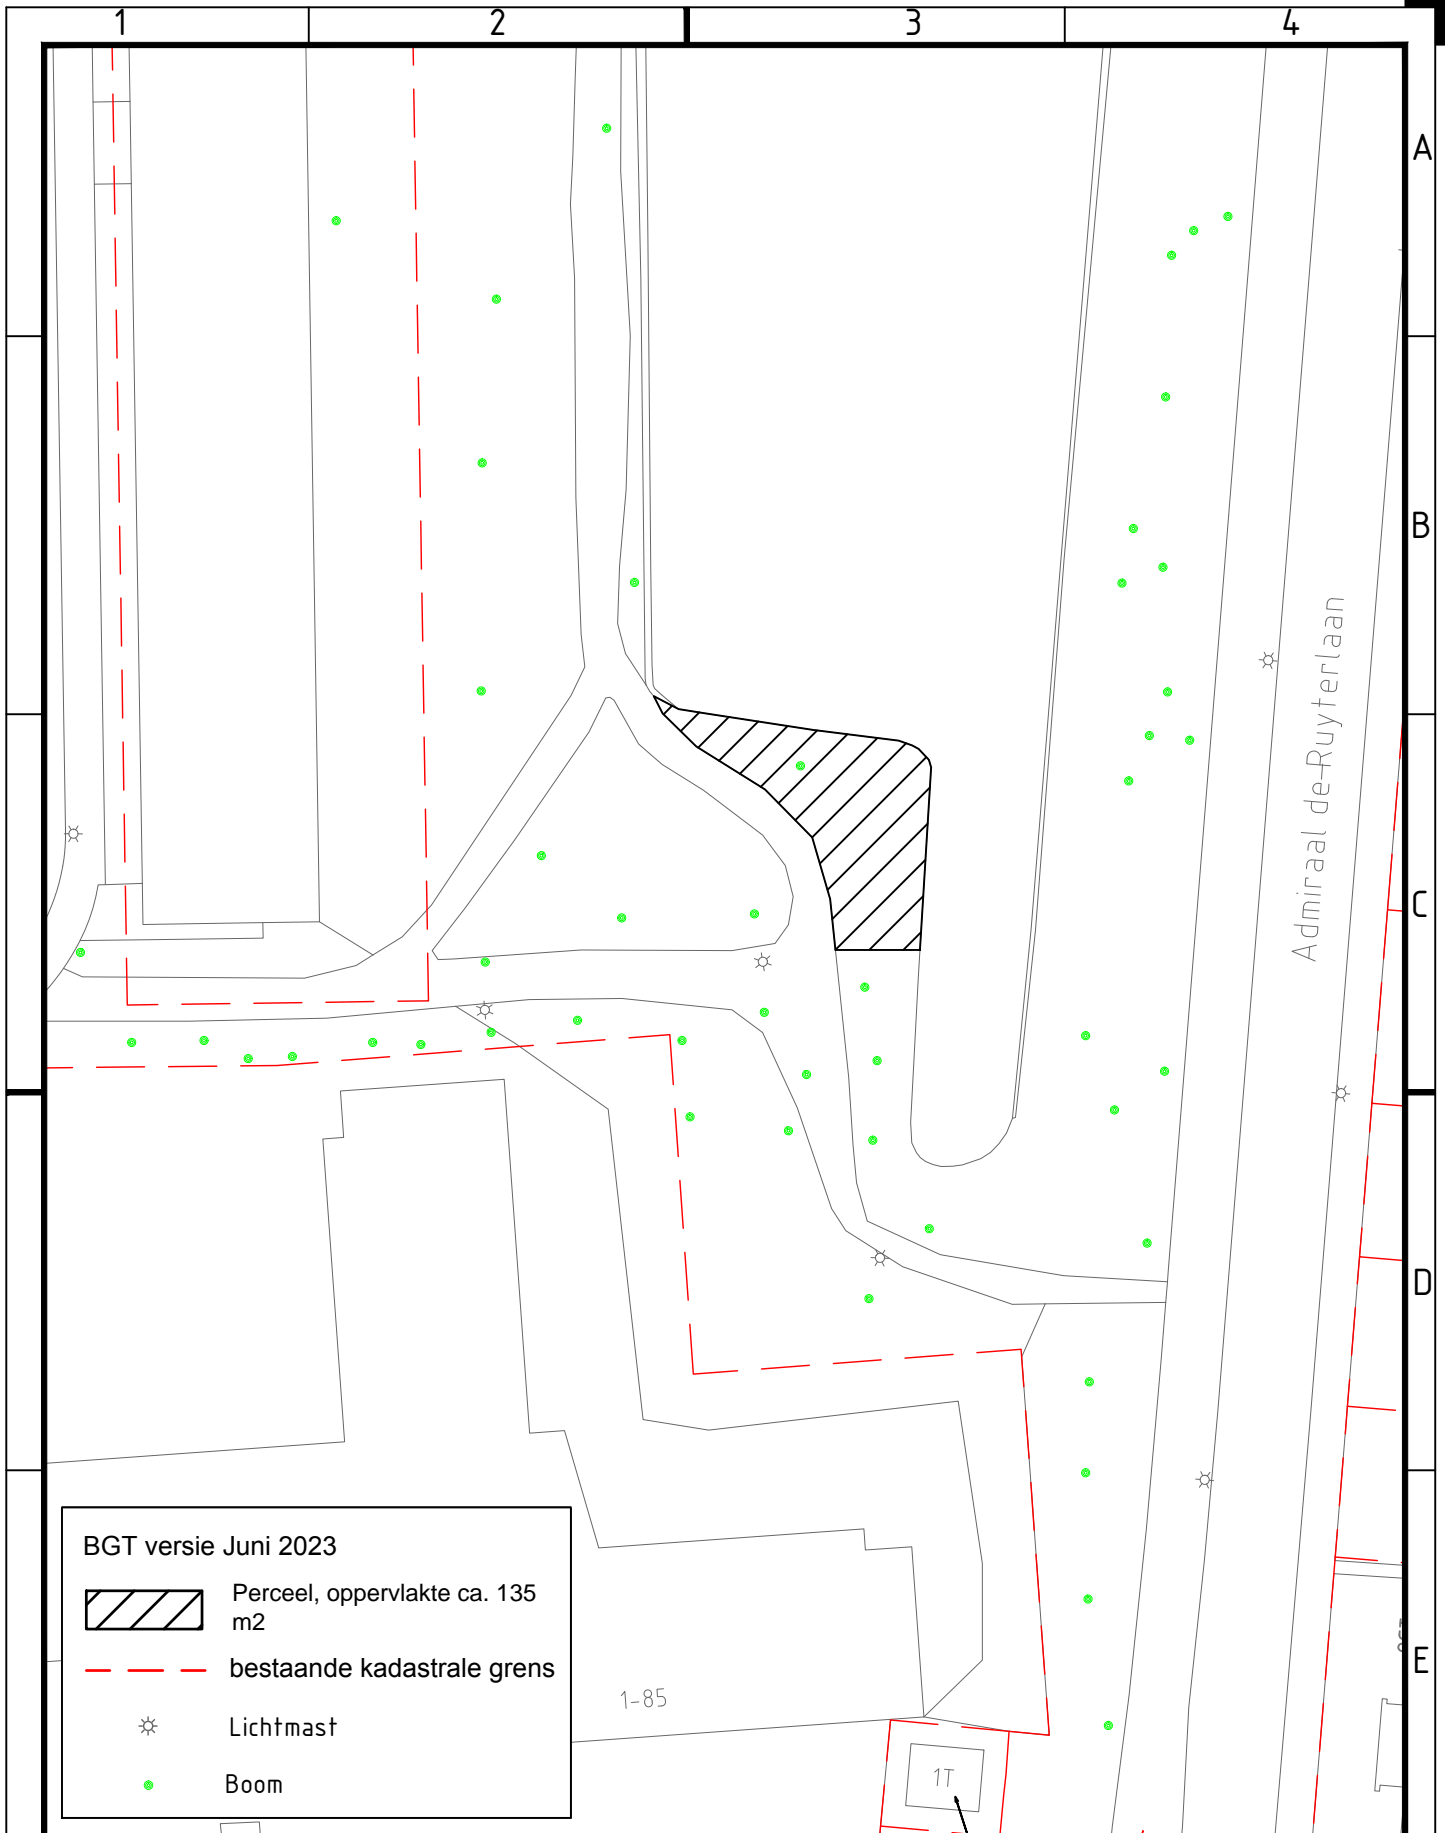 1
2
3
4
A
B
C
D
E
Admiraal de-Ruyterlaan
BGT versie Juni 2023
Perceel, oppervlakte ca. 135
m2
bestaande kadastrale grens
Lichtmast
Boom
1-85
1T